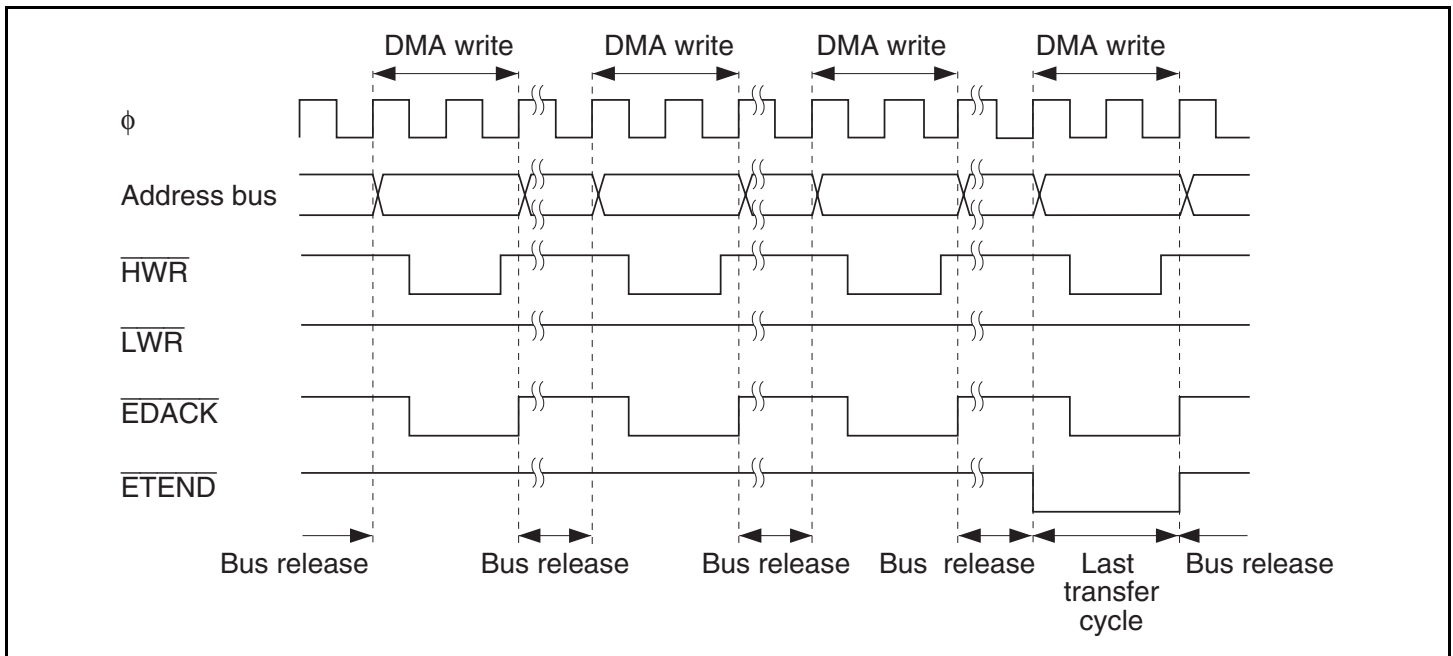 DMA write DMA write DMA write DMA write
ϕ
Address bus
HWR
LWR
EDACK
ETEND
Bus release Bus release Bus release Bus release Last transfer cycle Bus release